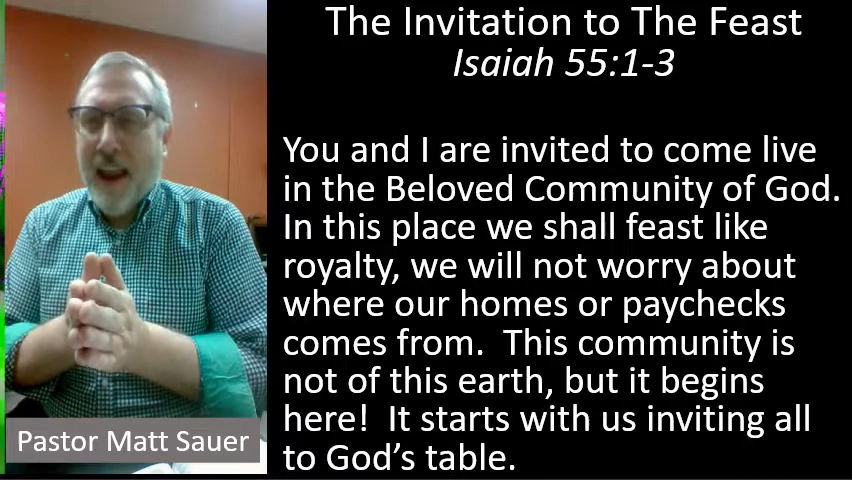 The Invitation to The Feast
Isaiah 55:1-3
You and I are invited to come live
in the Beloved Community of God.
In this place we shall feast like
royalty, we will not worry about
where our homes or paychecks
comes from.  This community is
not of this earth, but it begins
here!  It starts with us inviting all
to God’s table.
Pastor Matt Sauer